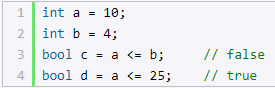 1 int a = 10;
2 int b = 4;
3 bool c = a <= b;     // false
4 bool d = a <= 25;    // true